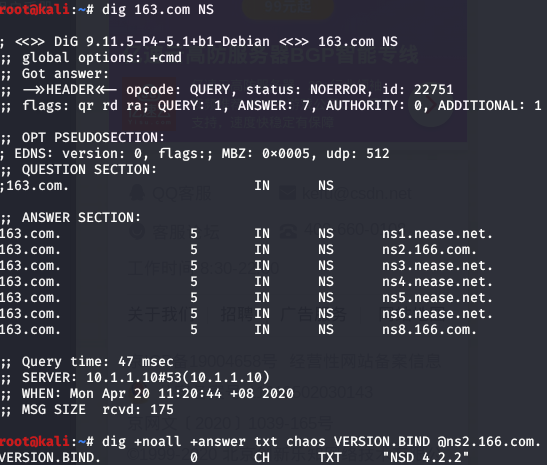 root@kali:~# dig 163.com NS
; <<>> DiG 9.11.5-P4-5.1+b1-Debian <<>> 163.com NS
;; global options: +cmd
;; Got answer:
;; ->>HEADER<<- opcode: QUERY, status: NOERROR, id: 22751
;; flags: qr rd ra; QUERY: 1, ANSWER: 7, AUTHORITY: 0, ADDITIONAL: 1
;; OPT PSEUDOSECTION:
; EDNS: version: 0, flags:; MBZ: 0x0005, udp: 512
;; QUESTION SECTION:
;163.com. IN NS
;; ANSWER SECTION:
163.com. 5 IN NS ns1.nease.net.
163.com. 5 IN NS ns2.166.com.
163.com. 5 IN NS ns3.nease.net.
163.com. 5 IN NS ns4.nease.net.
163.com. 5 IN NS ns5.nease.net.
163.com. 5 IN NS ns6.nease.net.
163.com. 5 IN NS ns8.166.com.
;; Query time: 47 msec
;; SERVER: 10.1.1.10#53(10.1.1.10)
;; WHEN: Mon Apr 20 11:20:44 +08 2020
;; MSG SIZE rcvd: 175
root@kali:~# dig +noall +answer txt chaos VERSION.BIND @ns2.166.com.
VERSION.BIND. 0 CH TXT "NSD 4.2.2"